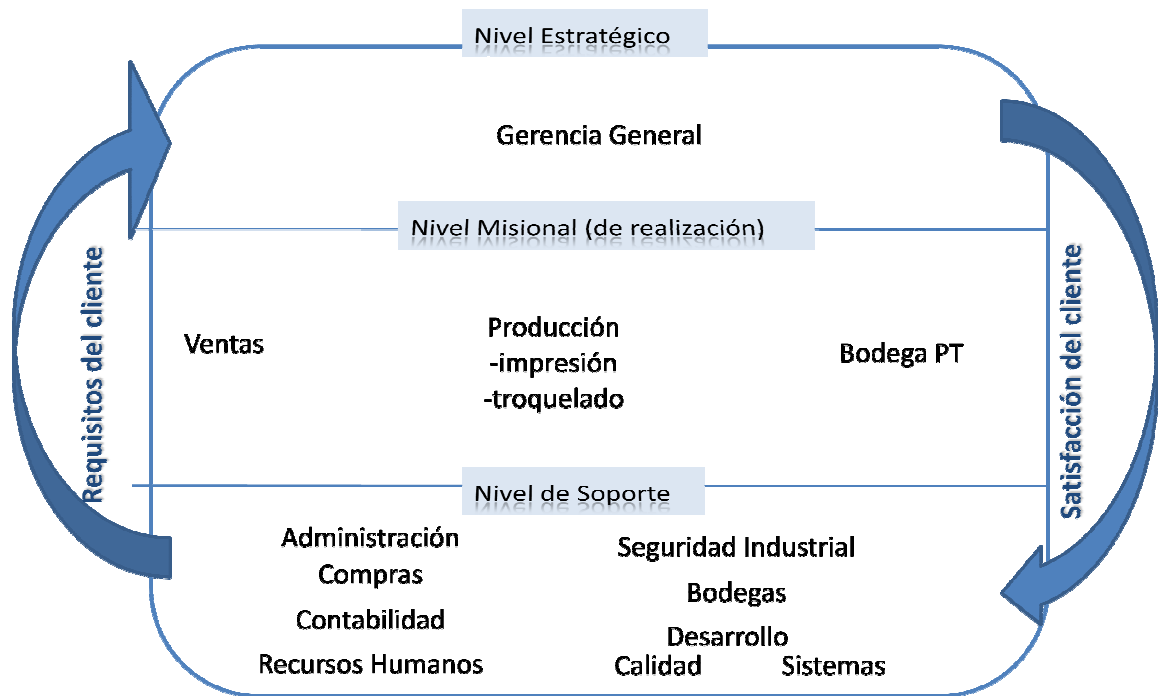 Nivel Estratégico
Gerencia General
Nivel Misional (de realización)
Requisitos del cliente
Ventas
Producción
-impresión
-troquelado
Bodega PT
Satisfacción del cliente
Nivel de Soporte
Administración
Compras
Contabilidad
Recursos Humanos
Seguridad Industrial
Bodegas
Desarrollo
Calidad Sistemas